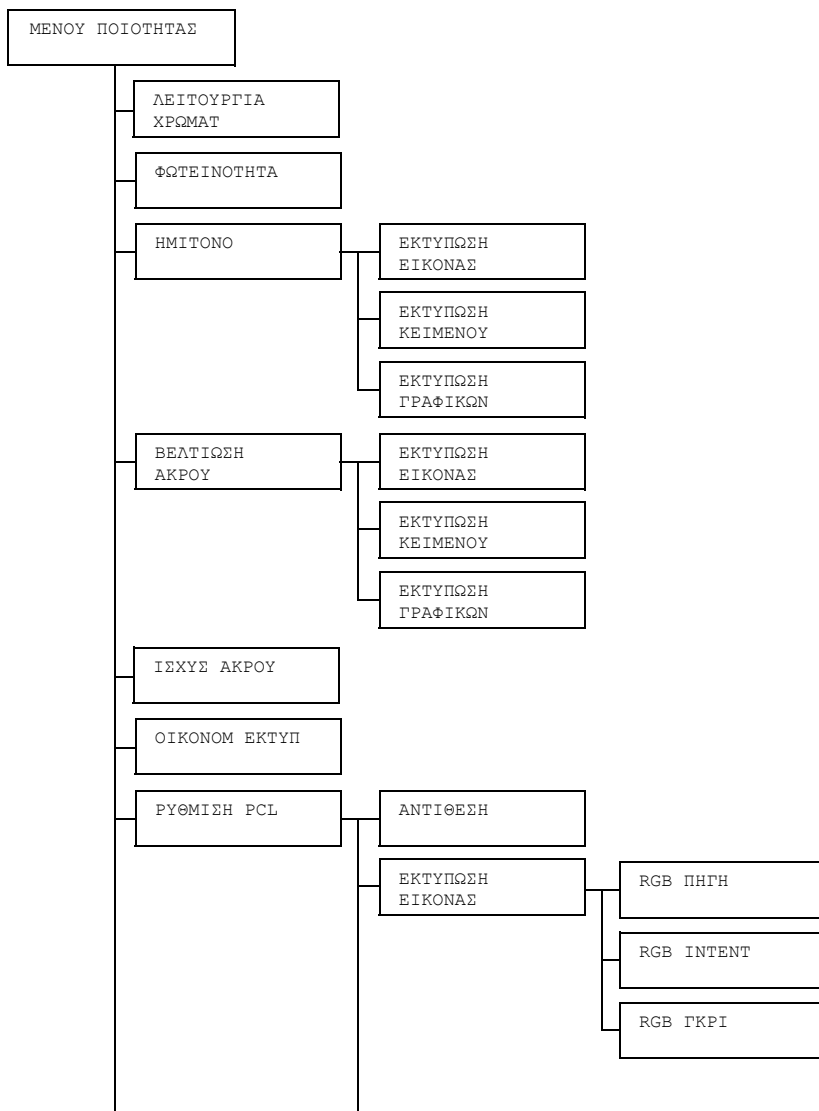 ΜΕΝΟΥ ΠΟΙΟΤΗΤΑΣ
ΛΕΙΤΟΥΡΓΙΑ
ΧΡΩΜΑΤ
ΦΩΤΕΙΝΟΤΗΤΑ
ΗΜΙΤΟΝΟ
ΕΚΤΥΠΩΣΗ
ΕΙΚΟΝΑΣ
ΕΚΤΥΠΩΣΗ
ΚΕΙΜΕΝΟΥ
ΕΚΤΥΠΩΣΗ
ΓΡΑΦΙΚΩΝ
ΒΕΛΤΙΩΣΗ
ΑΚΡΟΥ
ΕΚΤΥΠΩΣΗ
ΕΙΚΟΝΑΣ
ΕΚΤΥΠΩΣΗ
ΚΕΙΜΕΝΟΥ
ΕΚΤΥΠΩΣΗ
ΓΡΑΦΙΚΩΝ
ΙΣΧΥΣ ΑΚΡΟΥ
ΟΙΚΟΝΟΜ ΕΚΤΥΠ
ΡΥΘΜΙΣΗ PCL
ΑΝΤΙΘΕΣΗ
ΕΚΤΥΠΩΣΗ
ΕΙΚΟΝΑΣ
RGB ΠΗΓΗ
RGB INTENT
RGB ΓΚΡΙ